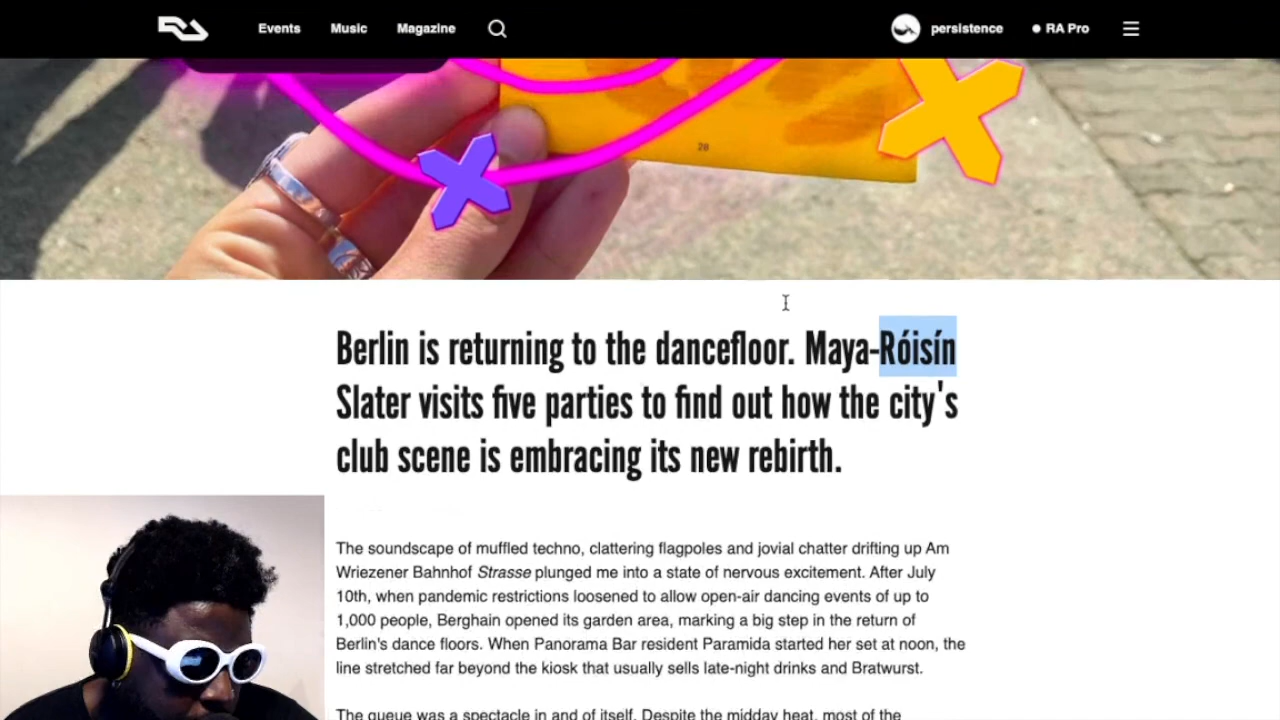 Events Music Magazine persistence RA Pro
20
Berlin is returning to the dancefloor. Maya-Róisín
Slater visits five parties to find out how the city's
club scene is embracing its new rebirth.
The soundscape of muffled techno, clattering flagpoles and jovial chatter drifting up Am
Wriezener Bahnhof Strasse plunged me into a state of nervous excitement. After July
10th, when pandemic restrictions loosened to allow open-air dancing events of up to
1,000 people, Berghain opened its garden area, marking a big step in the return of
Berlin's dance floors. When Panorama Bar resident Paramida started her set at noon, the
line stretched far beyond the kiosk that usually sells late-night drinks and Bratwurst.
The queue was a spectacle in and of itself. Despite the midday heat, most of the